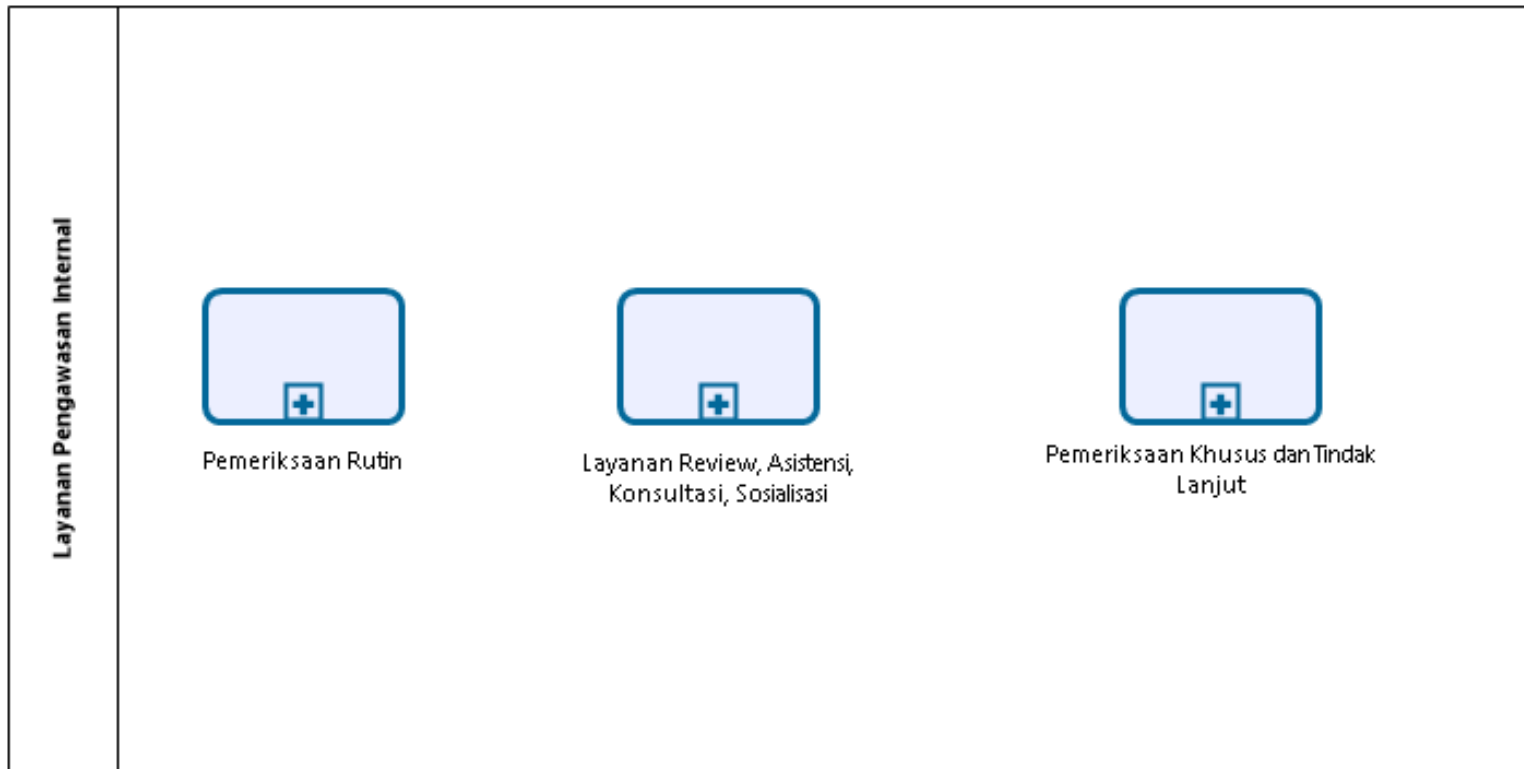 Layanan Pengawasan Internal
Pemeriksaan Rutin
Layanan Review, Asistensi,
Konsultasi, Sosialisasi
Pemeriksaan Khusus dan Tindak
Lanjut